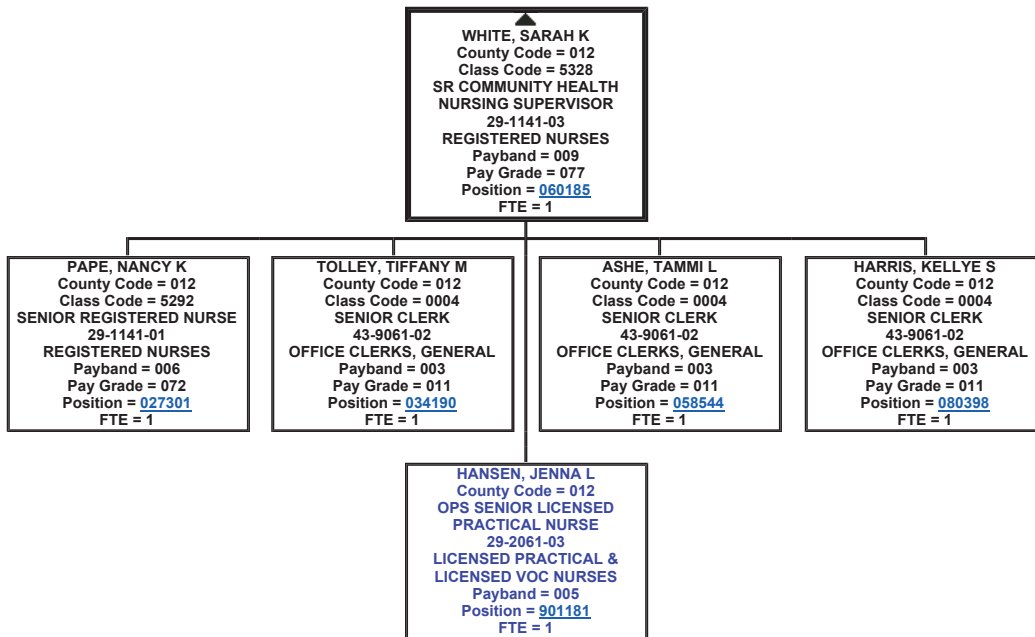 WHITE, SARAH K
County Code = 012
Class Code = 5328
SR COMMUNITY HEALTH
NURSING SUPERVISOR
29-1141-03
REGISTERED NURSES
Payband = 009
Pay Grade = 077
Position = 060185
FTE = 1
PAPE, NANCY K
County Code = 012
Class Code = 5292
SENIOR REGISTERED NURSE
29-1141-01
REGISTERED NURSES
Payband = 006
Pay Grade = 072
Position = 027301
FTE = 1
TOLLEY, TIFFANY M
County Code = 012
Class Code = 0004
SENIOR CLERK
43-9061-02
OFFICE CLERKS, GENERAL
Payband = 003
Pay Grade = 011
Position = 034190
FTE = 1
ASHE, TAMMI L
County Code = 012
Class Code = 0004
SENIOR CLERK
43-9061-02
OFFICE CLERKS, GENERAL
Payband = 003
Pay Grade = 011
Position = 058544
FTE = 1
HARRIS, KELLYE S
County Code = 012
Class Code = 0004
SENIOR CLERK
43-9061-02
OFFICE CLERKS, GENERAL
Payband = 003
Pay Grade = 011
Position = 080398
FTE = 1
HANSEN, JENNA L
County Code = 012
OPS SENIOR LICENSED
PRACTICAL NURSE
29-2061-03
LICENSED PRACTICAL &
LICENSED VOC NURSES
Payband = 005
Position = 901181
FTE = 1